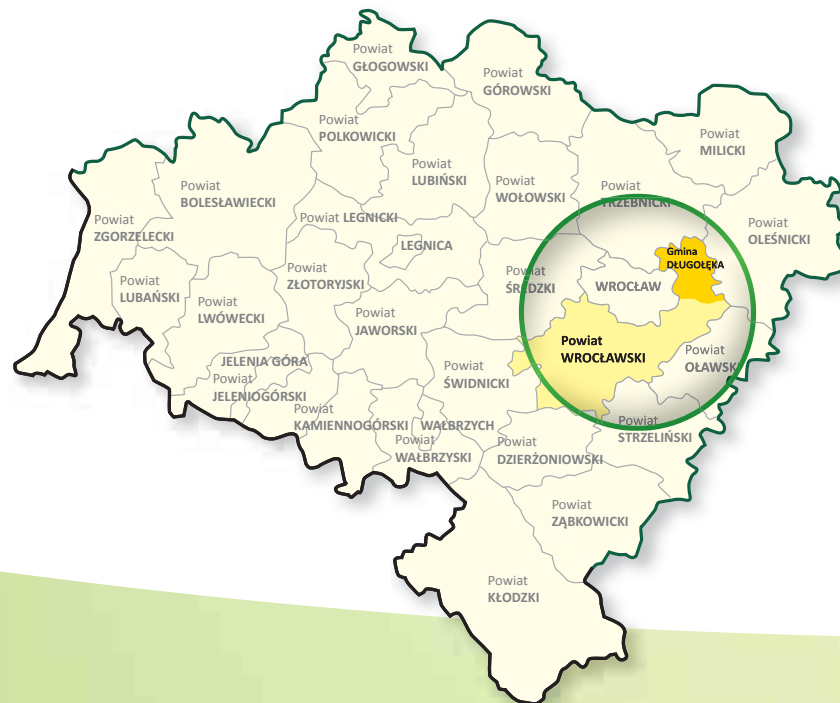 Powiat
GŁOGOWSKI
Powiat
GÓROWSKI
Powiat
POLKOWICKI
Powiat
MILICKI
Powiat
LUBIŃSKI
Powiat
BOLESŁAWIECKI
Powiat
WOŁOWSKI
Powiat
TRZEBNICKI
Powiat LEGNICKI
Powiat
ZGORZELECKI
Powiat
OLEŚNICKI
LEGNICA
Gmina
DŁUGOŁĘKA
Powiat
ZŁOTORYJSKI
Powiat
ŚREDZKI
WROCŁAW
Powiat
LUBAŃSKI
Powiat
LWÓWECKI
Powiat
JAWORSKI
Powiat
WROCŁAWSKI
Powiat
OŁAWSKI
JELENIA GÓRA
Powiat
JELENIOGÓRSKI
Powiat
ŚWIDNICKI
Powiat
KAMIENNOGÓRSKI
WAŁBRZYCH
Powiat
STRZELIŃSKI
Powiat
WAŁBRZYSKI
Powiat
DZIERŻONIOWSKI
Powiat
ZĄBKOWICKI
Powiat
KŁODZKI